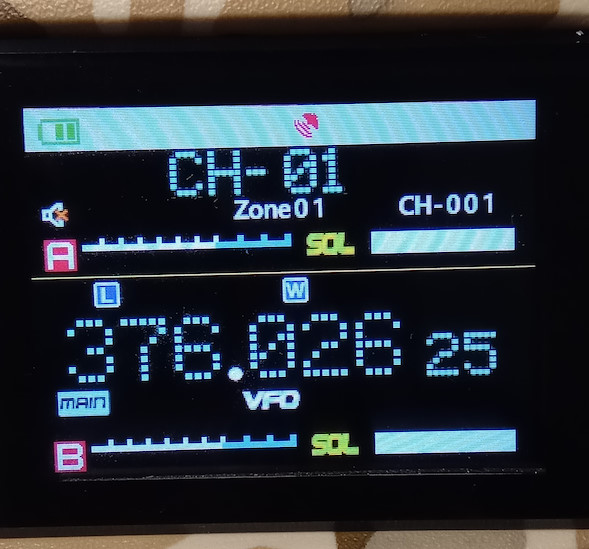 CH-01
Zone01 CH-001
A SQL
L W
376.026 25
MAIN VFO
B SQL